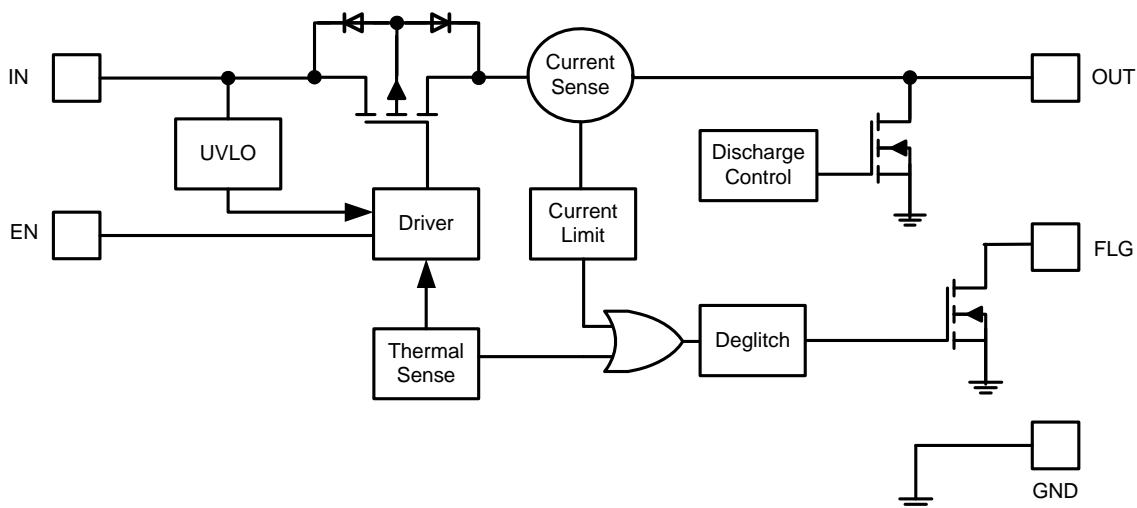 IN
UVLO
EN
Driver
Thermal
Sense
Current
Sense
Current
Limit
Deglitch
Discharge
Control
OUT
FLG
GND